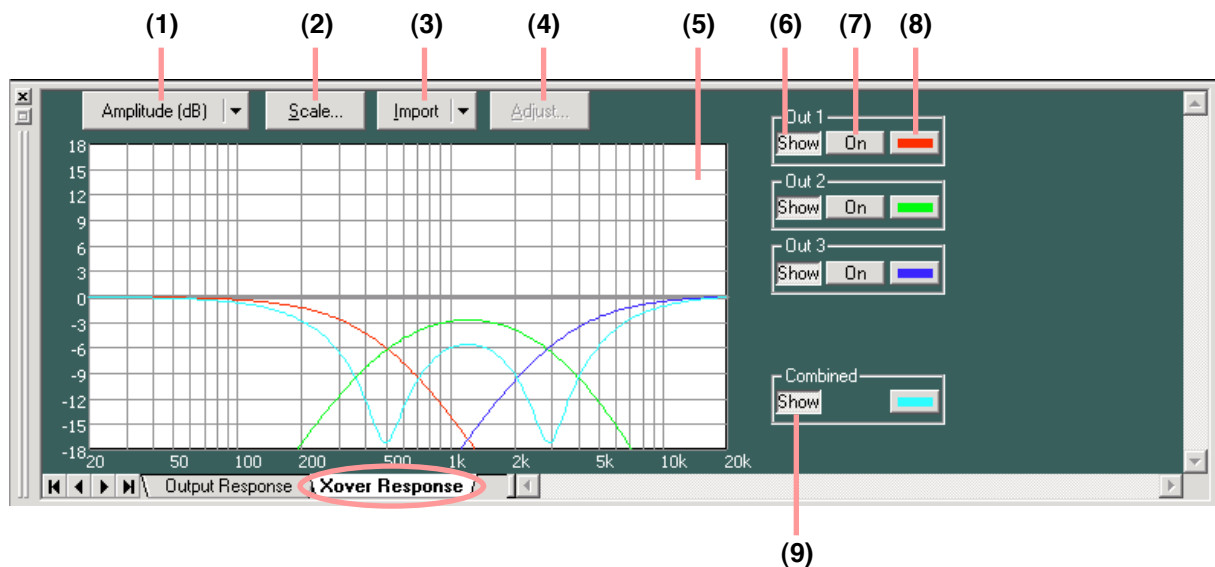 (1) (2) (3) (4) (5) (6) (7) (8)
Amplitude (dB) Scale... Import Adjust...
Out 1
Show On
Out 2
Show On
Out 3
Show On
Combined
Show
18
15
12
9
6
3
0
-3
-6
-9
-12
-15
-18
20 50 100 200 500 1k 2k 5k 10k 20k
Output Response Xover Response
(9)